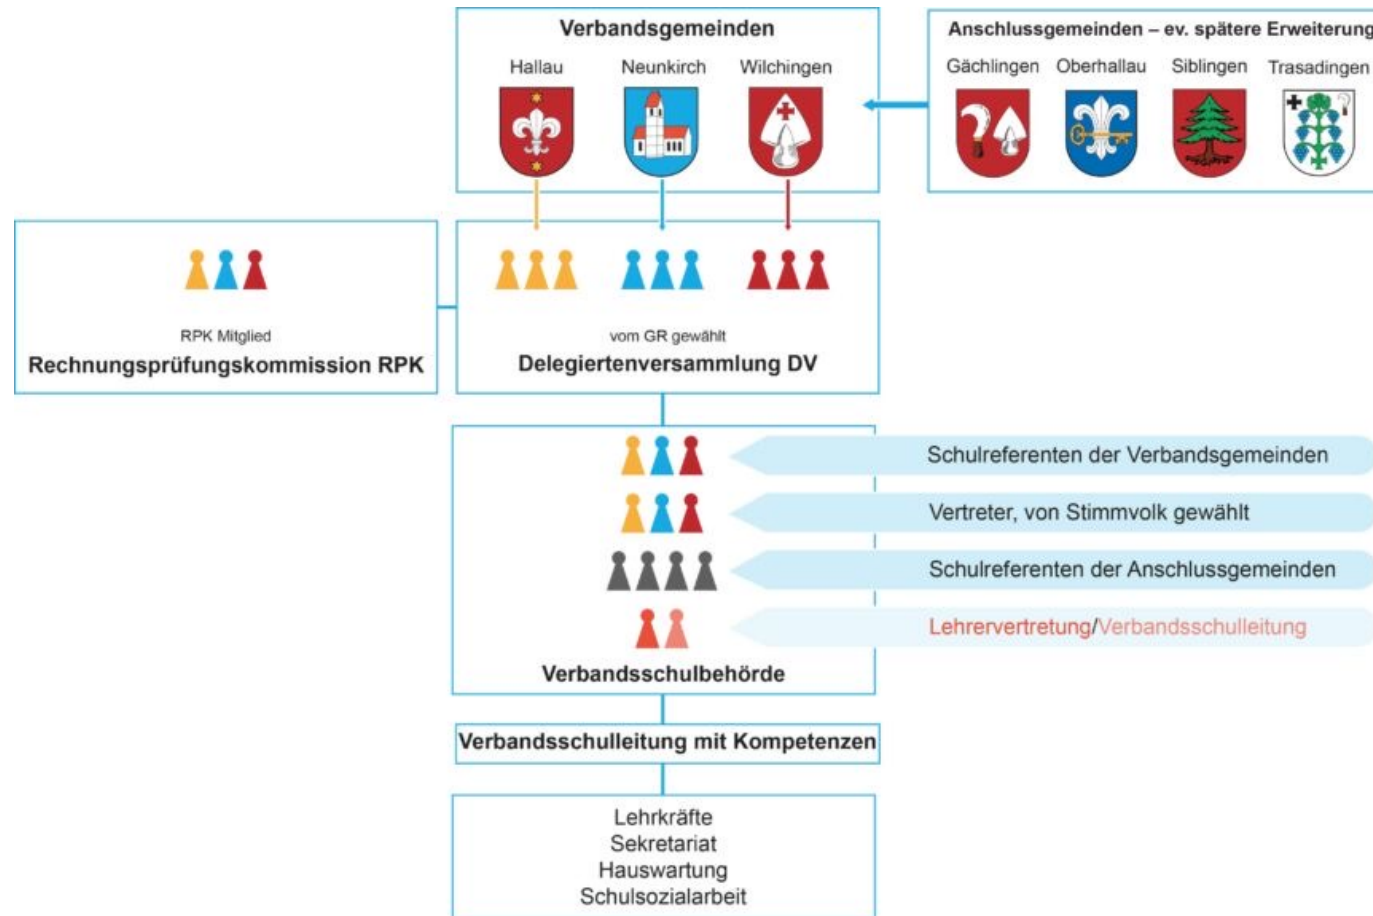 Verbandsgemeinden
Hallau
Neunkirch
Wilchingen
Anschlussgemeinden – ev. spätere Erweiterung
Gächlingen
Oberhallau
Siblingen
Trasadingen
RPK Mitglied
Rechnungsprüfungskommission RPK
vom GR gewählt
Delegiertenversammlung DV
Schulreferenten der Verbandsgemeinden
Vertreter, von Stimmvolk gewählt
Schulreferenten der Anschlussgemeinden
Lehrervertretung/Verbandsschulleitung
Verbandsschulbehörde
Verbandsschulleitung mit Kompetenzen
Lehrkräfte
Sekretariat
Hauswartung
Schulsozialarbeit